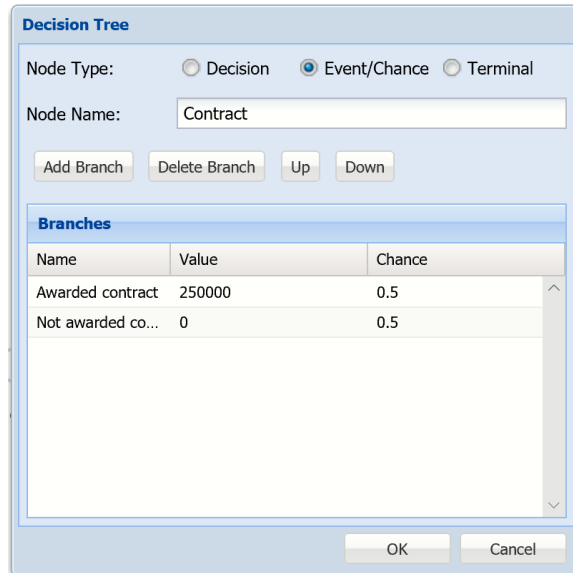 Decision Tree
Node Type: Decision Event/Chance Terminal
Node Name: Contract
Add Branch Delete Branch Up Down
Branches
Name Value Chance
Awarded contract 250000 0.5
Not awarded co... 0 0.5
OK Cancel